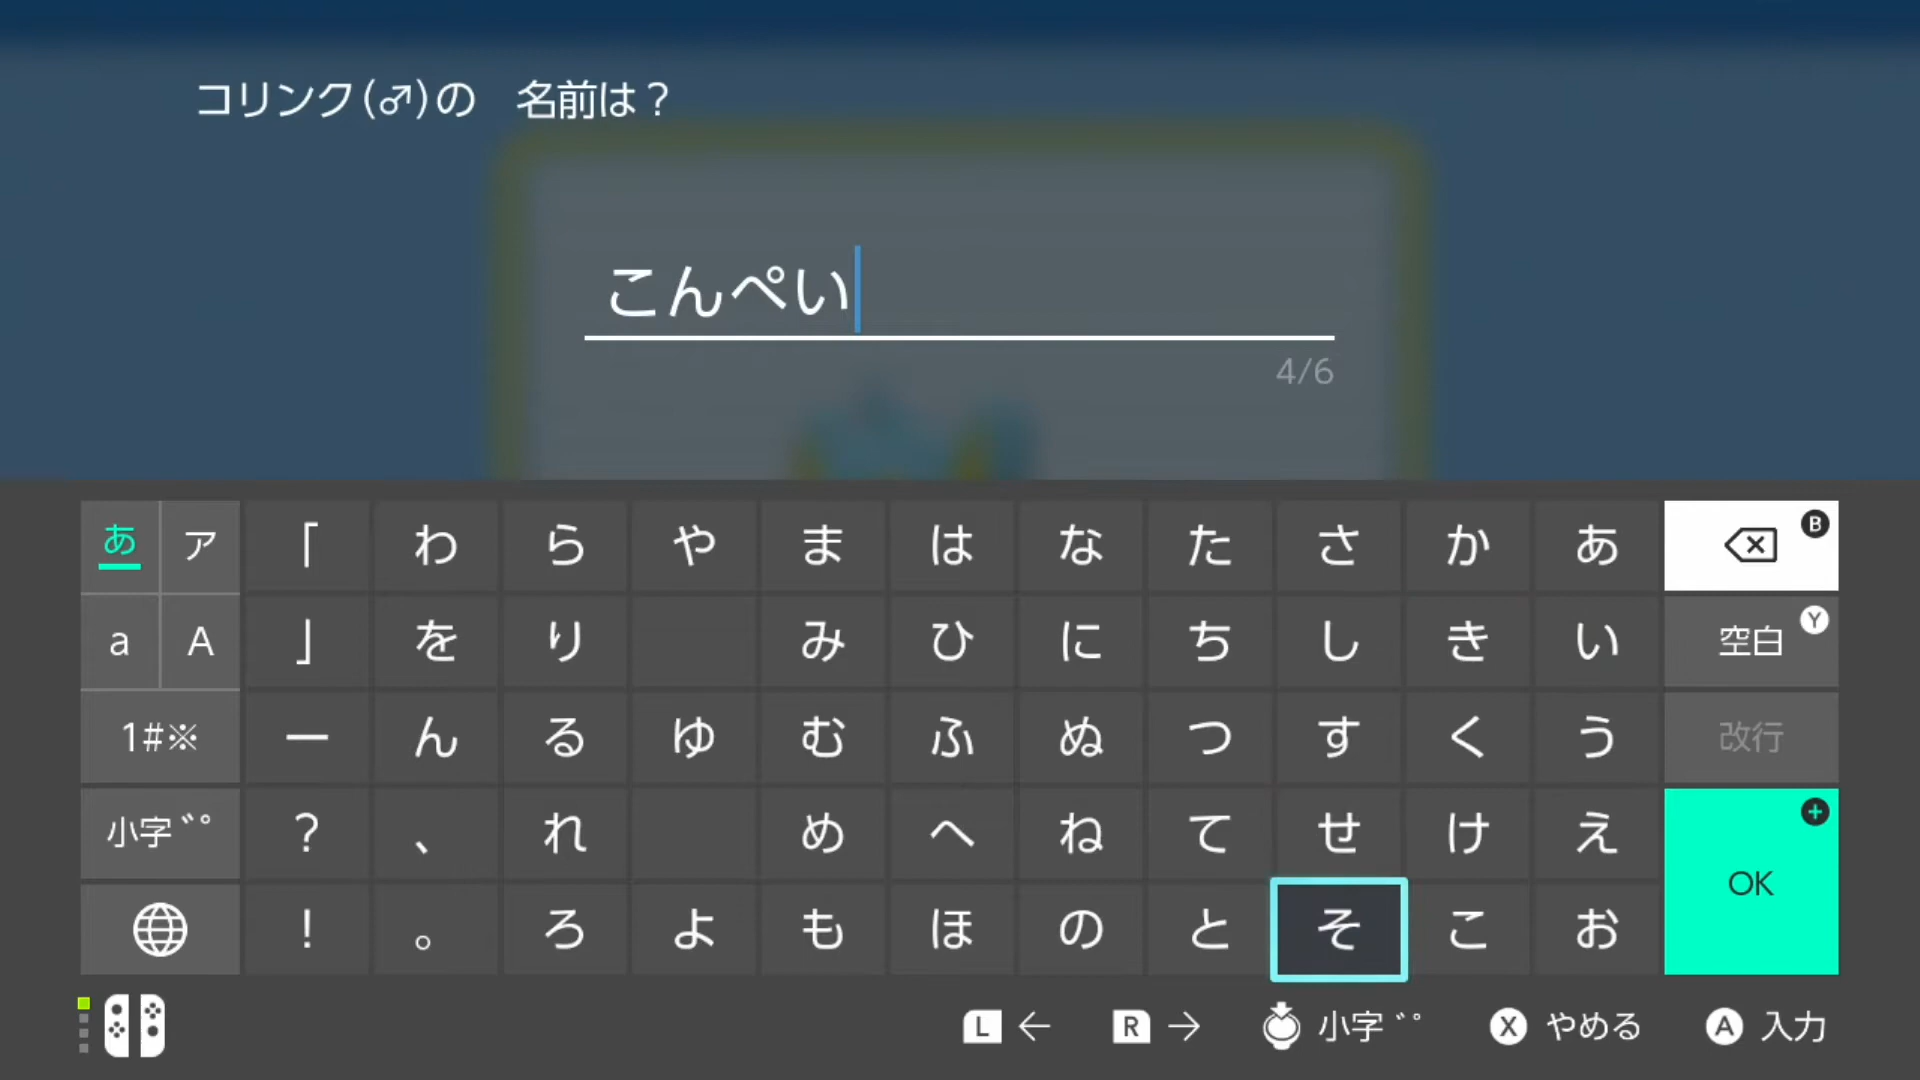 コリンク(♂)の　名前は？
こんぺい
4/6
あ ア 「 わ ら や ま は な た さ か あ B
a A 」 を り み ひ に ち し き い 空白 Y
1#※ ー ん る ゆ む ふ ぬ つ す く う 改行
小字゛゜ ？ 、 れ め へ ね て せ け え
！ 。 ろ よ も ほ の と そ こ お OK +
L ← R → 小字゛゜ X やめる A 入力